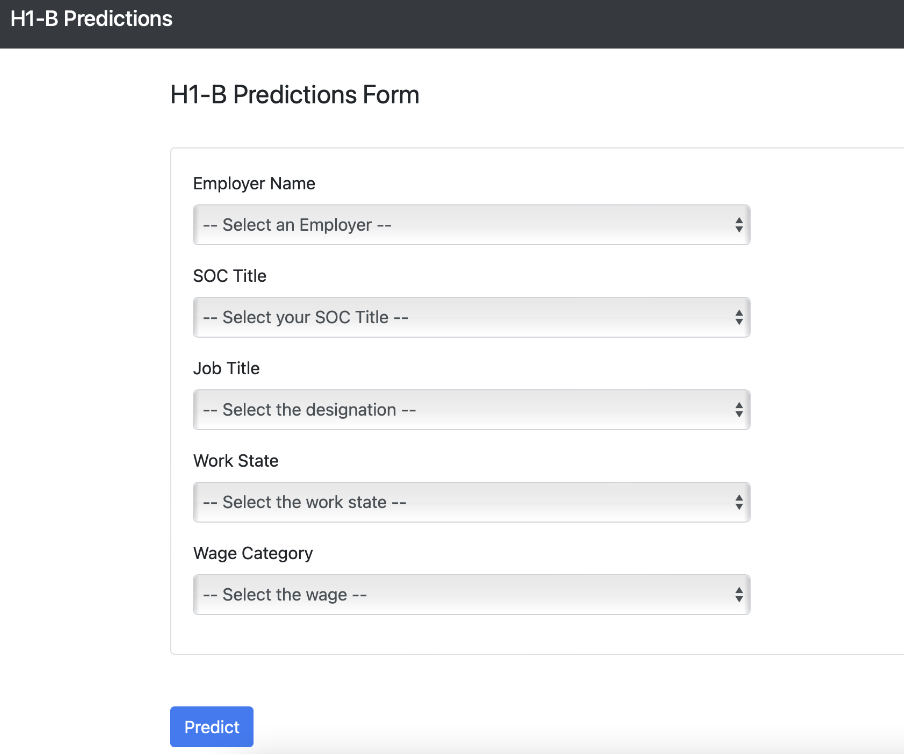 H1-B Predictions
H1-B Predictions Form
Employer Name
-- Select an Employer --
SOC Title
-- Select your SOC Title --
Job Title
-- Select the designation --
Work State
-- Select the work state --
Wage Category
-- Select the wage --
Predict